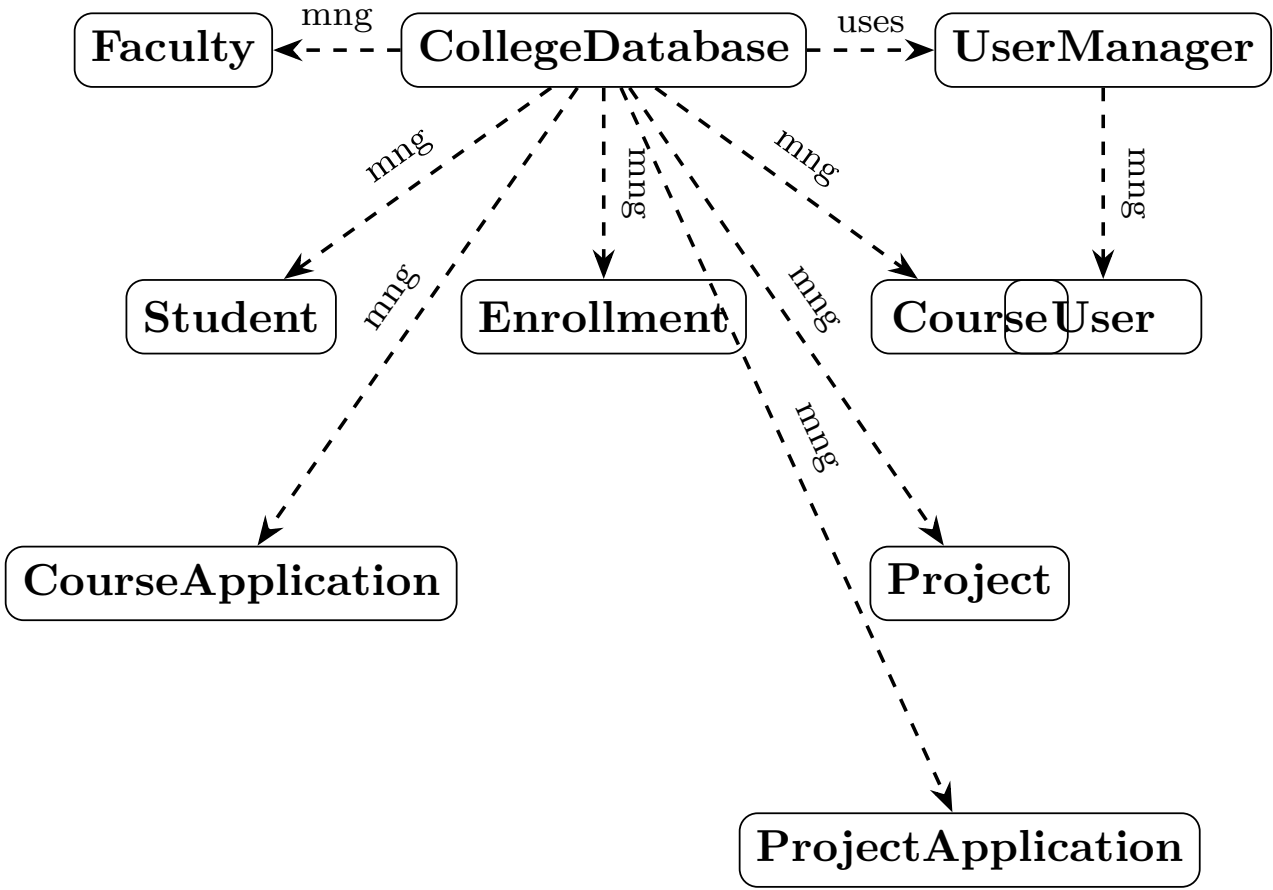 mng
uses
Faculty
CollegeDatabase
UserManager
mng
mng
mng
mng
Student
mng
Enrollment
mng
Course
User
mng
CourseApplication
Project
ProjectApplication